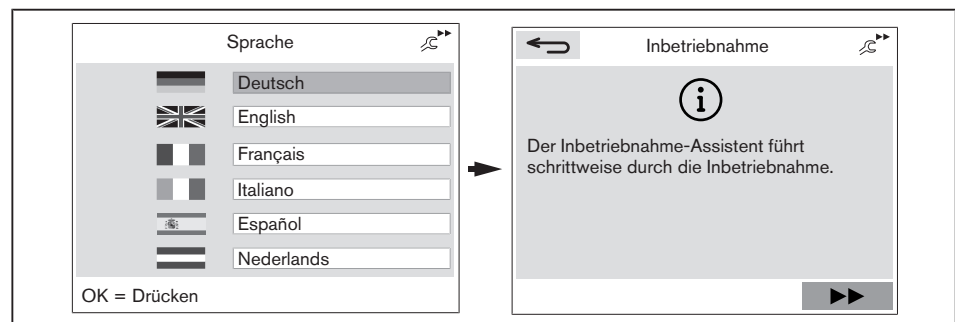 Sprache
Deutsch
English
Français
Italiano
Español
Nederlands
OK = Drücken
Inbetriebnahme
Der Inbetriebnahme-Assistent führt
schrittweise durch die Inbetriebnahme.